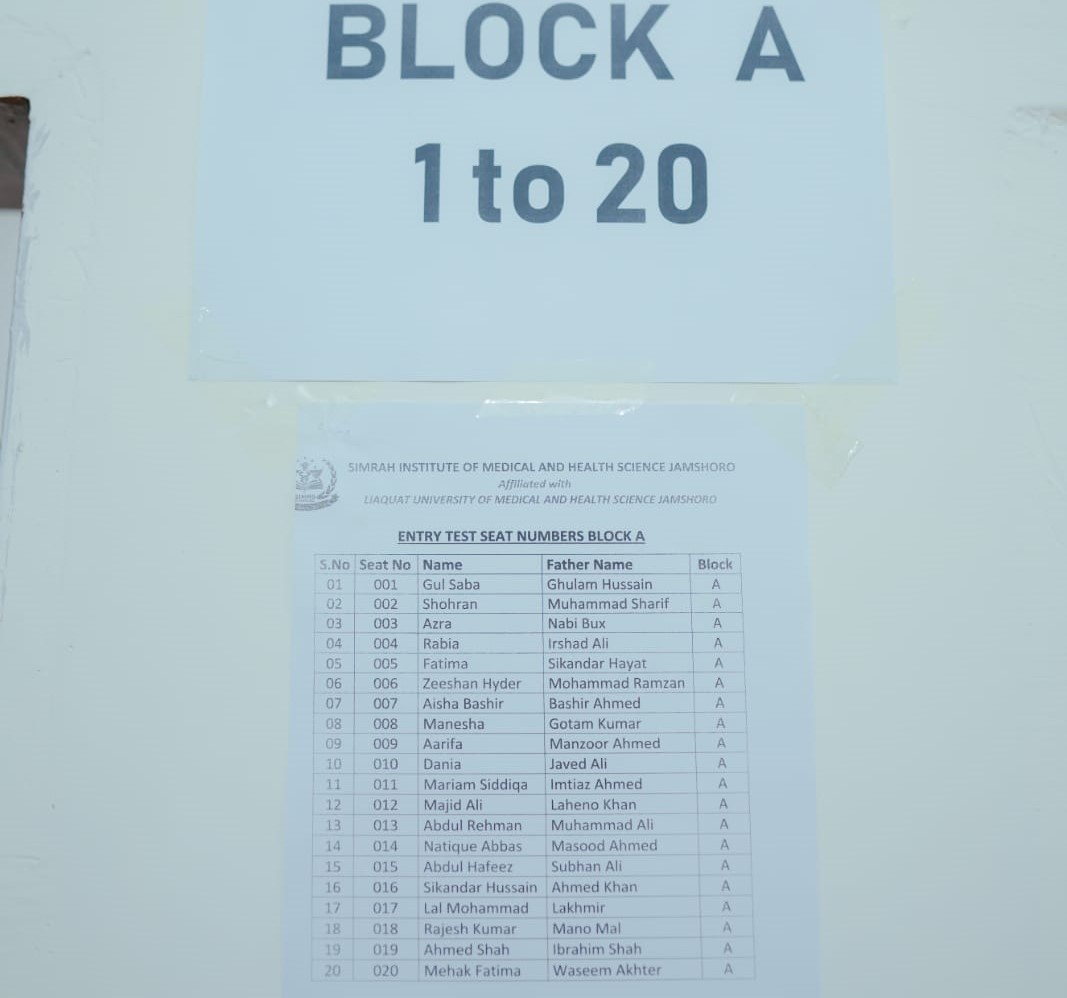 BLOCK A
1 to 20
SIMRAH INSTITUTE OF MEDICAL AND HEALTH SCIENCE JAMSHORO
Affiliated with
LIAQUAT UNIVERSITY OF MEDICAL AND HEALTH SCIENCE JAMSHORO
ENTRY TEST SEAT NUMBERS BLOCK A
S.No Seat No Name Father Name Block
01 001 Gul Saba Ghulam Hussain A
02 002 Shohran Muhammad Sharif A
03 003 Azra Nabi Bux A
04 004 Rabia Irshad Ali A
05 005 Fatima Sikandar Hayat A
06 006 Zeeshan Hyder Mohammad Ramzan A
07 007 Aisha Bashir Bashir Ahmed A
08 008 Manesha Gotam Kumar A
09 009 Aarifa Manzoor Ahmed A
10 010 Dania Javed Ali A
11 011 Mariam Siddiqa Imtiaz Ahmed A
12 012 Majid Ali Laheno Khan A
13 013 Abdul Rehman Muhammad Ali A
14 014 Natique Abbas Masood Ahmed A
15 015 Abdul Hafeez Subhan Ali A
16 016 Sikandar Hussain Ahmed Khan A
17 017 Lal Mohammad Lakhmir A
18 018 Rajesh Kumar Mano Mal A
19 019 Ahmed Shah Ibrahim Shah A
20 020 Mehak Fatima Waseem Akhter A